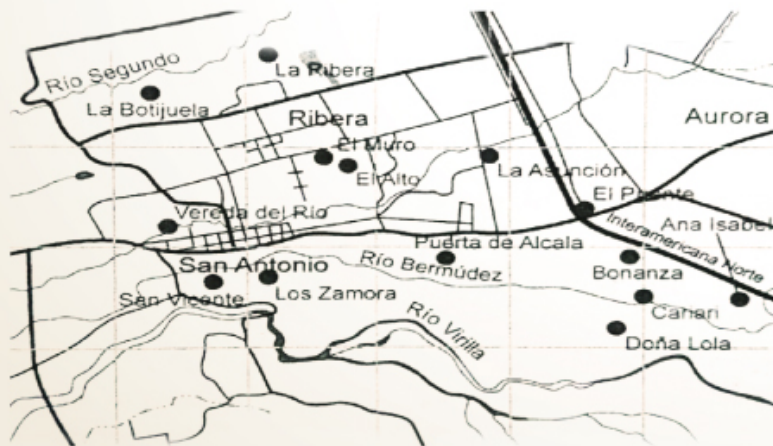 Río Segundo
La Ribera
La Botijuela
Ribera
Aurora
El Muro
El Alto
La Asunción
El Puente
Vereda del Río
Ana Isabel
Interamericana Norte
Puerta de Alcala
San Antonio
Río Bermúdez
Bonanza
San Vicente
Los Zamora
Cañari
Río Virilla
Doña Lola